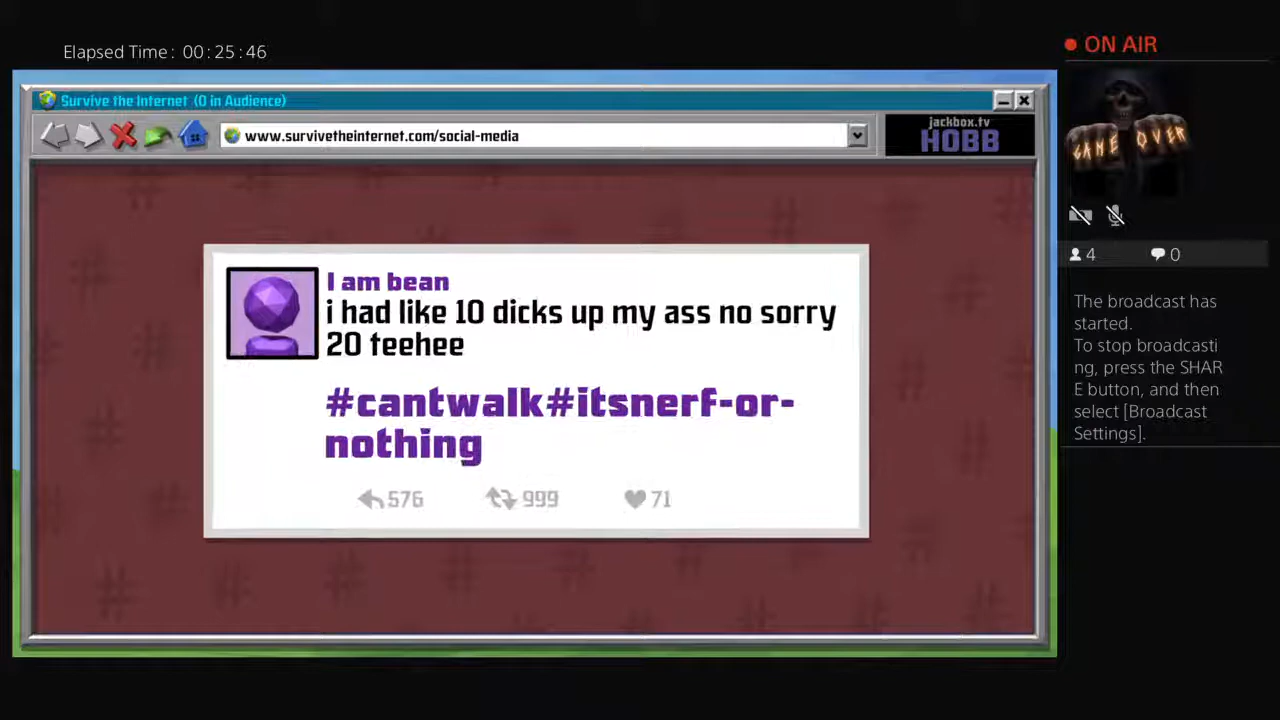 Elapsed Time: 00:25:46
ON AIR
Survive the Internet (0 in Audience)
www.survivetheinternet.com/social-media
jackbox.tv
HOBB
GAME OVER
4
0
I am bean
i had like 10 dicks up my ass no sorry
20 teehee
#cantwalk#itsnerf-or-
nothing
576 999 71
The broadcast has
started.
To stop broadcasti
ng, press the SHAR
E button, and then
select [Broadcast
Settings].